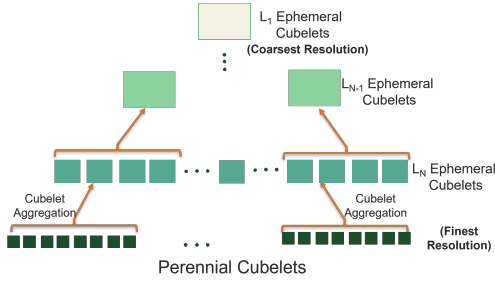 L1 Ephemeral
Cubelets
(Coarsest Resolution)
LN-1 Ephemeral
Cubelets
LN Ephemeral
Cubelets
Cubelet
Aggregation
Cubelet
Aggregation
(Finest
Resolution)
Perennial Cubelets